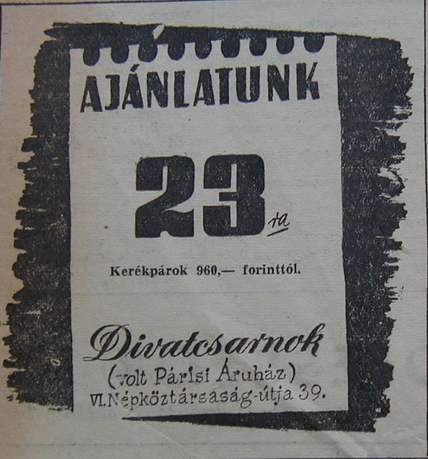 AJÁNLATUNK
23 ra
Kerékpárok 960,— forinttól.
Divatcsarnok
(volt Párisi Áruház)
VI. Népköztársaság-útja 39.